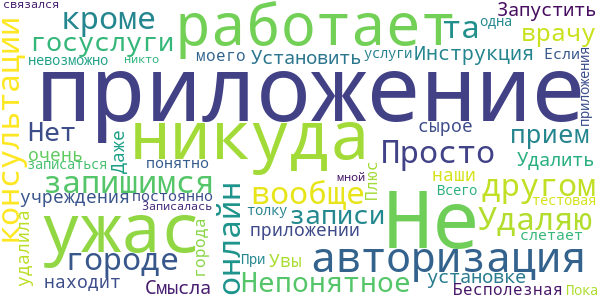 связался
кроме
работает
та
одна
Запустить
врачу
госуслуги
моего
Установить
услуги
Инструкция
Если
невозможно
никто
приложение
приложения
Консультации
Нет
никуда
сырое
прием
очень
записаться
Даже
понятно
Просто
Удалить
запишимся
вообще
мной
Плюс
наши
другом
учреждения
постоянно
Записалась
онлайн
толку
записи
Не
Всего
тестовая
ужас
удалила
города
приложении
Удаляю
слетает
городе
При
Увы
авторизация
находит
Смысла
Непонятное
установке
Бесполезная
Пока